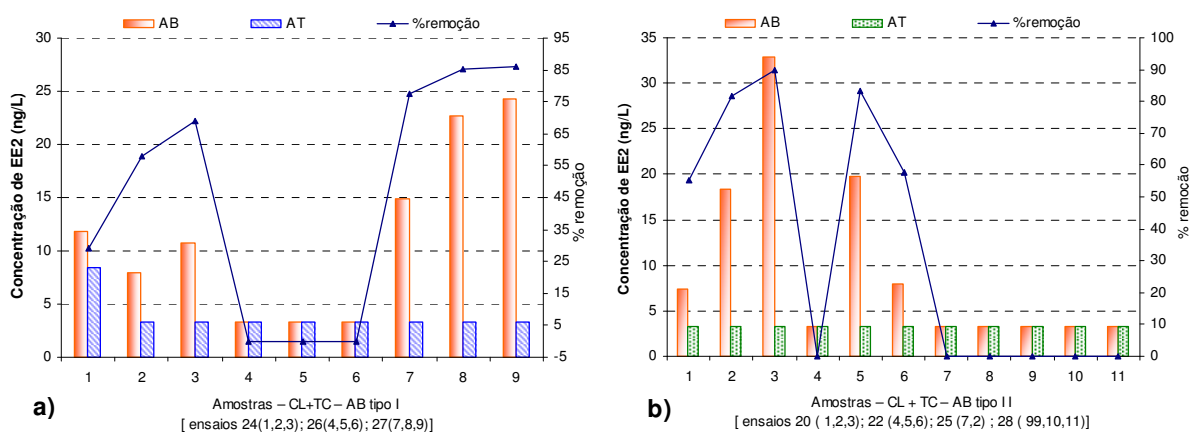 AB AT %remoção
30
25
20
15
10
5
0
Concentração de EE2 (ng/L)
95
85
75
65
55
45
35
25
15
5
-5
% remoção
1 2 3 4 5 6 7 8 9
Amostras – CL+TC – AB tipo I
[ ensaios 24(1,2,3); 26(4,5,6); 27(7,8,9)]
a)
AB AT %remoção
35
30
25
20
15
10
5
0
Concentração de EE2 (ng/L)
100
90
80
70
60
50
40
30
20
10
0
% remoção
1 2 3 4 5 6 7 8 9 10 11
Amostras – CL + TC – AB tipo I I
[ ensaios 20 ( 1,2,3); 22 (4,5,6); 25 (7,2) ; 28 ( 99,10,11)]
b)